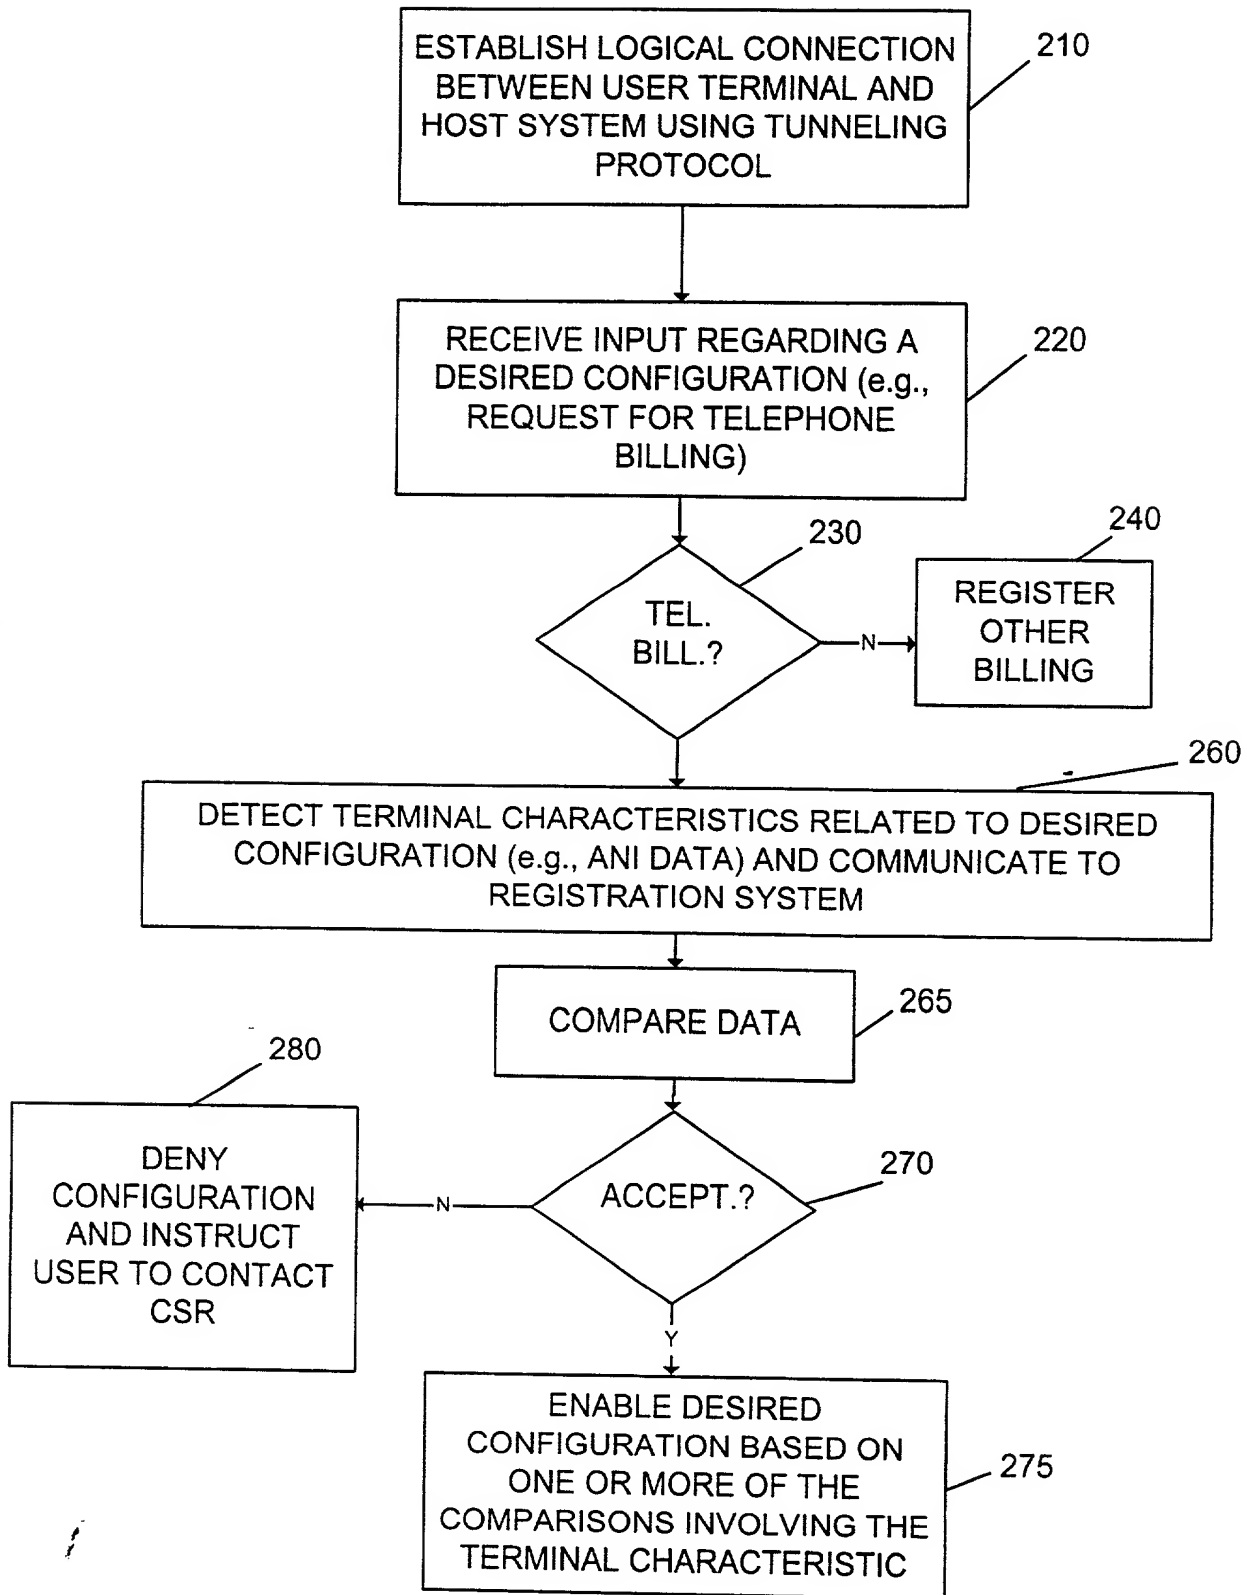 ESTABLISH LOGICAL CONNECTION
BETWEEN USER TERMINAL AND
HOST SYSTEM USING TUNNELING
PROTOCOL
210
RECEIVE INPUT REGARDING A
DESIRED CONFIGURATION (e.g.,
REQUEST FOR TELEPHONE
BILLING)
220
230
TEL.
BILL.?
N
240
REGISTER
OTHER
BILLING
260
DETECT TERMINAL CHARACTERISTICS RELATED TO DESIRED
CONFIGURATION (e.g., ANI DATA) AND COMMUNICATE TO
REGISTRATION SYSTEM
COMPARE DATA
265
280
DENY
CONFIGURATION
AND INSTRUCT
USER TO CONTACT
CSR
N
ACCEPT.?
270
Y
ENABLE DESIRED
CONFIGURATION BASED ON
ONE OR MORE OF THE
COMPARISONS INVOLVING THE
TERMINAL CHARACTERISTIC
275